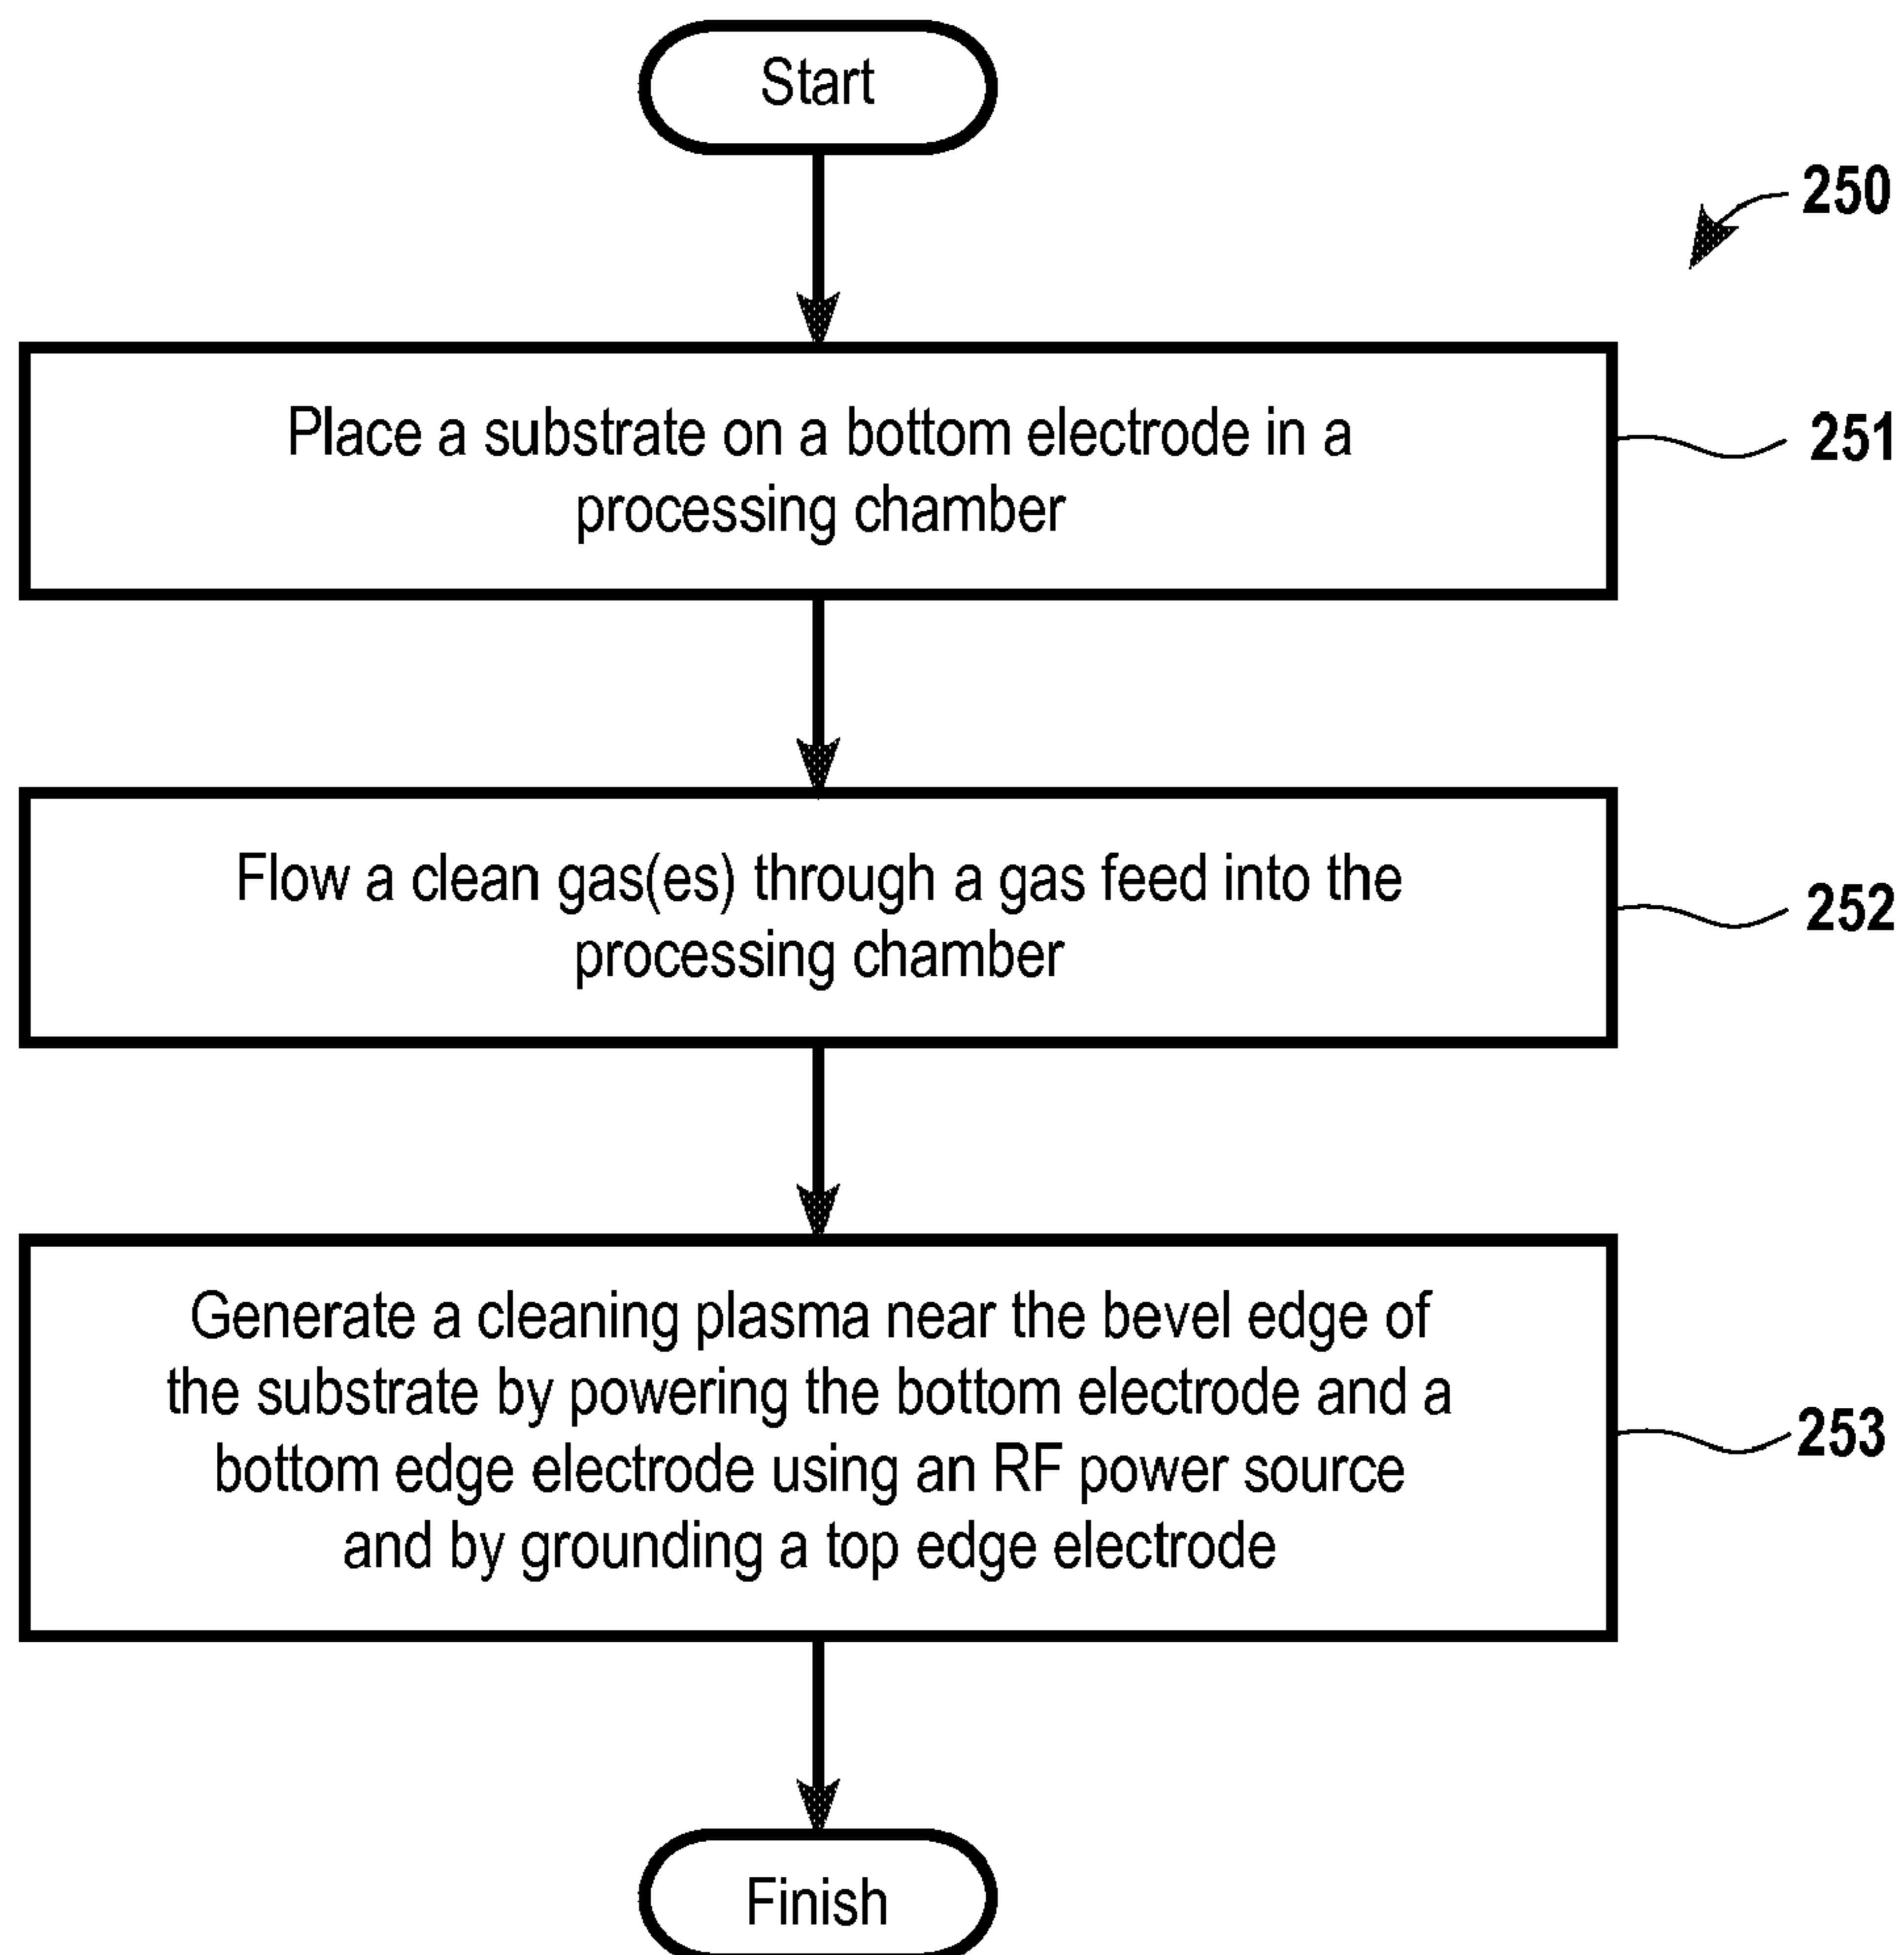 Start
250
Place a substrate on a bottom electrode in a
processing chamber
251
Flow a clean gas(es) through a gas feed into the
processing chamber
252
Generate a cleaning plasma near the bevel edge of
the substrate by powering the bottom electrode and a
bottom edge electrode using an RF power source
and by grounding a top edge electrode
253
Finish